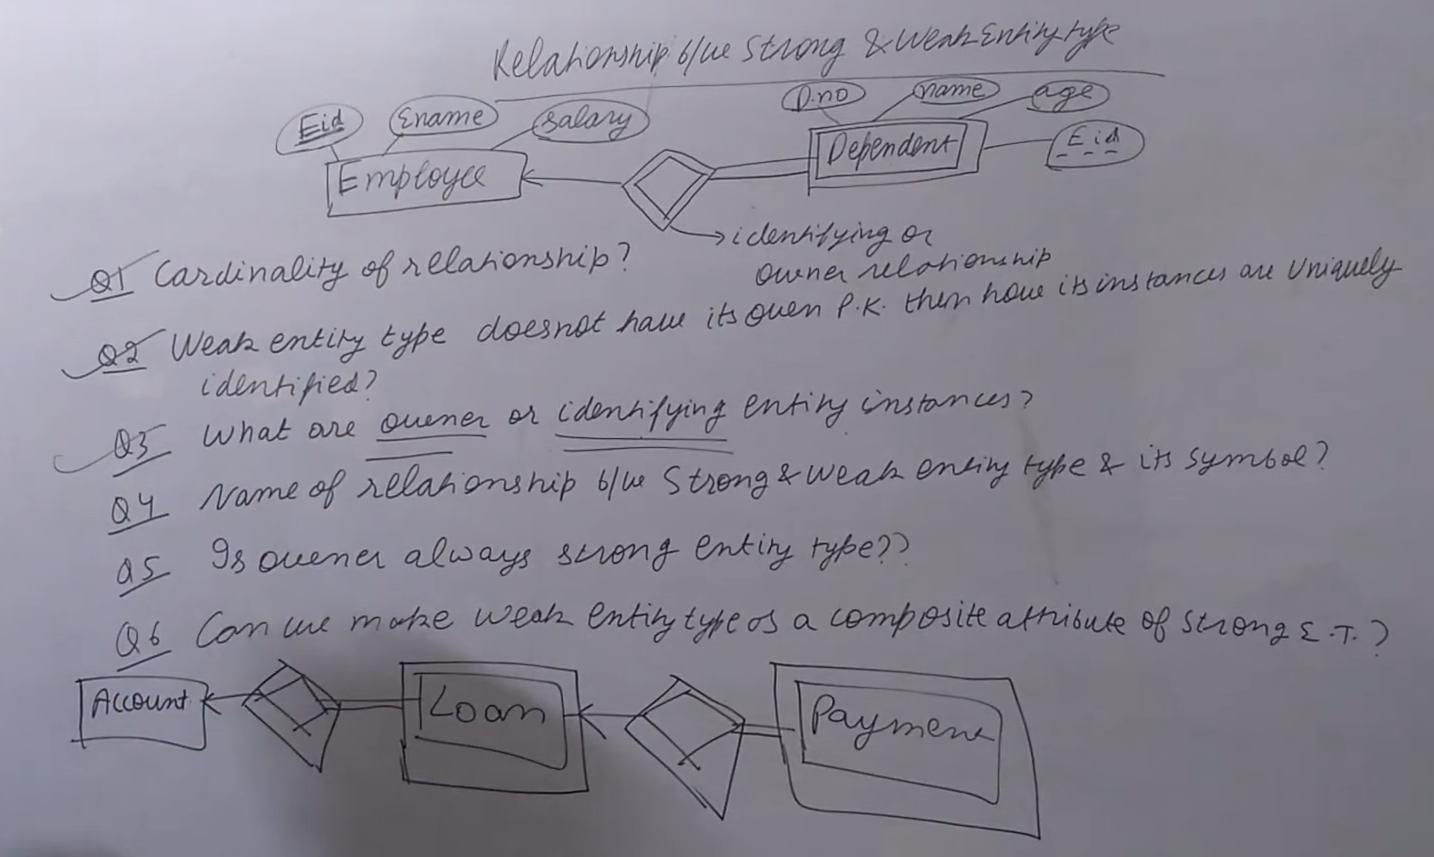 Relationship b/w Strong & Weak Entity type
Eid Ename Salary
D.no name age
Employee
Dependent
Eid
identifying or
owner relationship
Q1 Cardinality of relationship?
Q2 Weak entity type doesnot have its owen P.K. then how its instances are Uniquely
identified?
Q3 What are owener or identifying entity instances?
Q4 Name of relationship b/w Strong & weak entity type & its symbol?
Q5 Is owener always strong entity type??
Q6 Can we make weak entity type as a composite attribute of strong E.T.?
Account
Loan
Payment